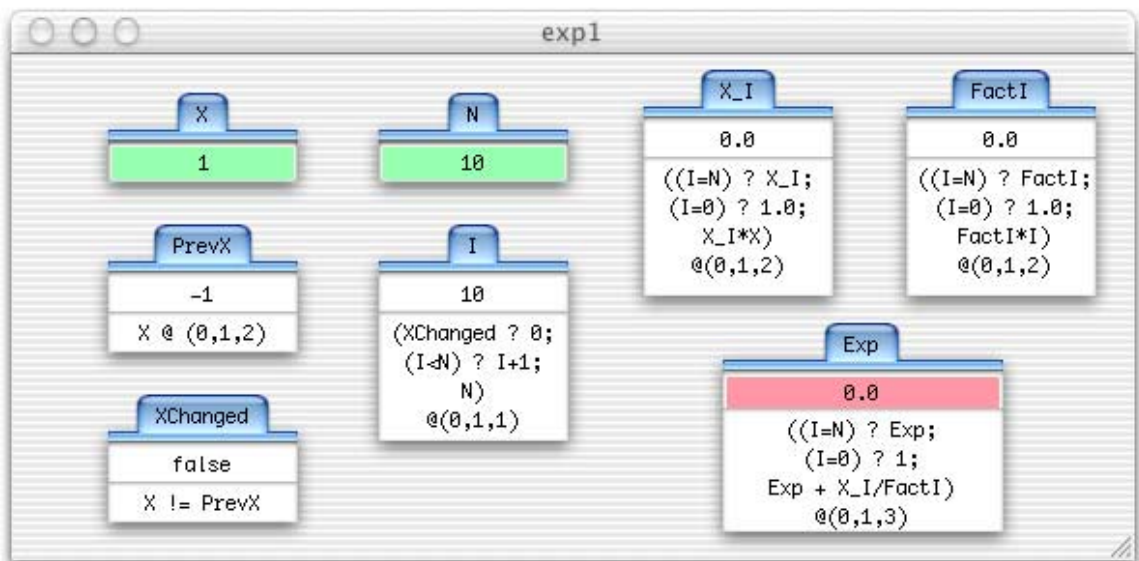 exp1
X
1
N
10
X_I
0.0
((I=N) ? X_I;
(I=0) ? 1.0;
X_I*X)
@(0,1,2)
FactI
0.0
((I=N) ? FactI;
(I=0) ? 1.0;
FactI*I)
@(0,1,2)
PrevX
-1
X @ (0,1,2)
I
10
(XChanged ? 0;
(I<N) ? I+1;
N)
@(0,1,1)
XChanged
false
X != PrevX
Exp
0.0
((I=N) ? Exp;
(I=0) ? 1;
Exp + X_I/FactI)
@(0,1,3)